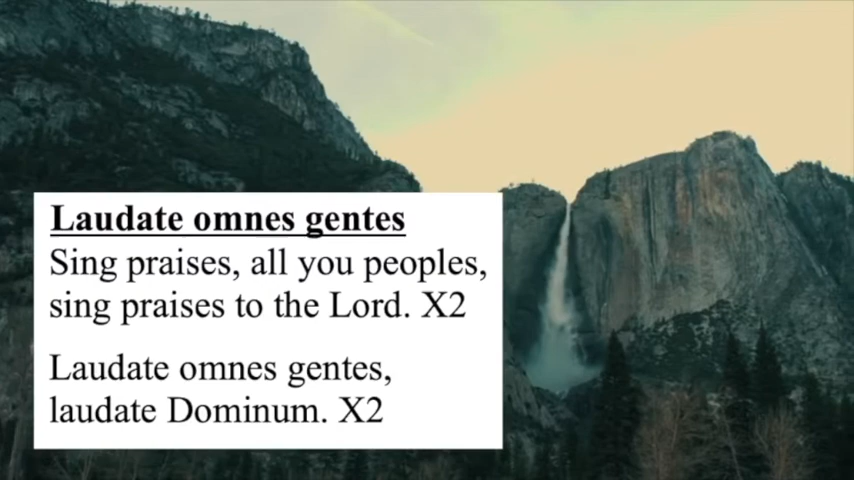 Laudate omnes gentes
Sing praises, all you peoples,
sing praises to the Lord. X2
Laudate omnes gentes,
laudate Dominum. X2